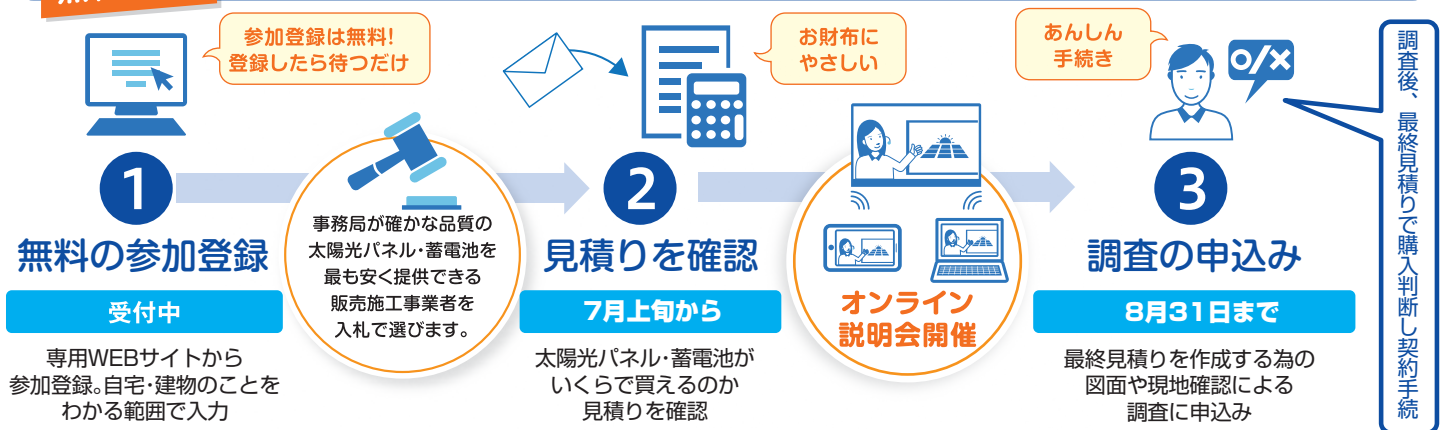 参加登録は無料!
登録したら待つだけ
1
無料の参加登録
受付中
専用WEBサイトから
参加登録。自宅・建物のことを
わかる範囲で入力
事務局が確かな品質の
太陽光パネル・蓄電池を
最も安く提供できる
販売施工事業者を
入札で選びます。
お財布に
やさしい
2
見積りを確認
7月上旬から
太陽光パネル・蓄電池が
いくらで買えるのか
見積りを確認
オンライン
説明会開催
あんしん
手続き
o/x
3
調査の申込み
8月31日まで
最終見積りを作成する為の
図面や現地確認による
調査に申込み
調査後、最終見積りで購入判断し契約手続